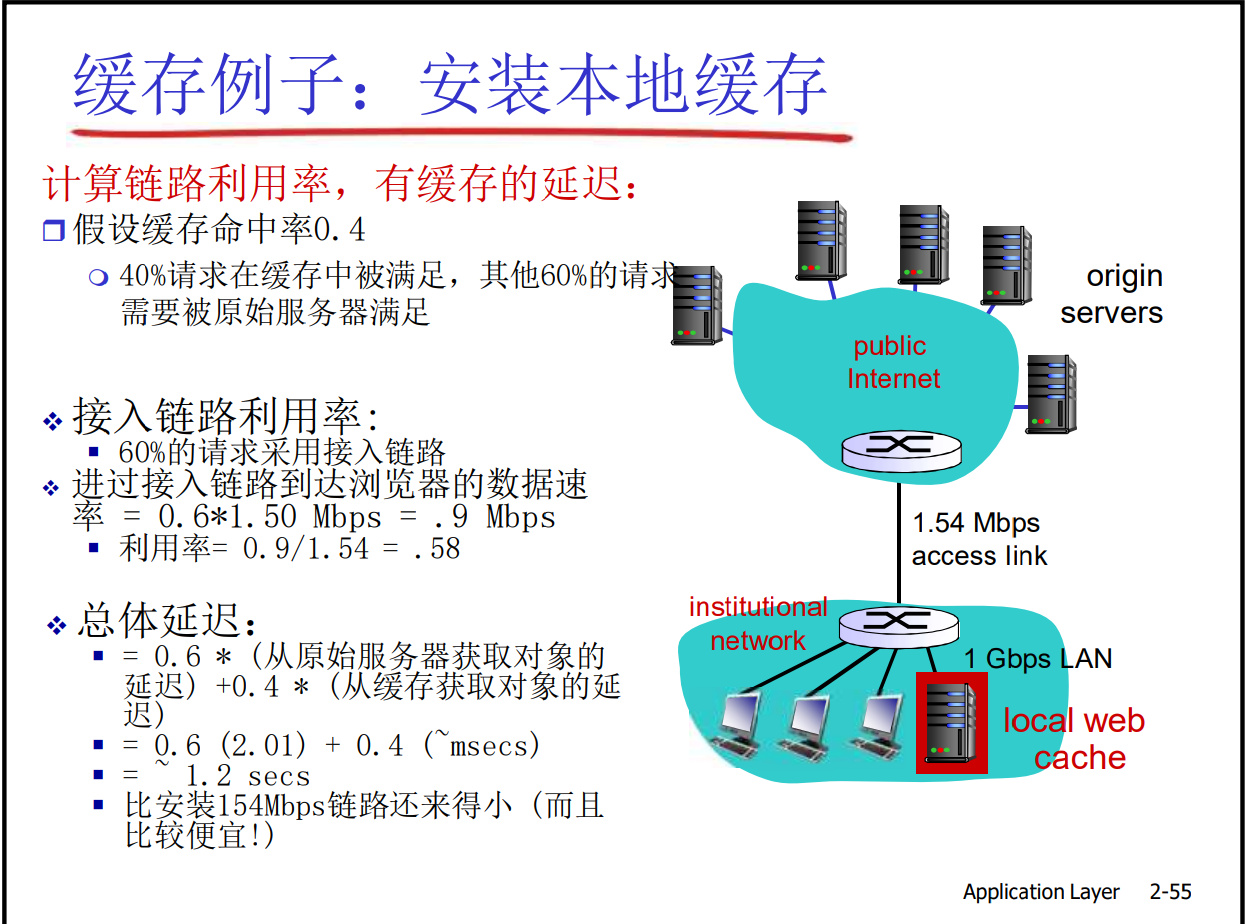 缓存例子：安装本地缓存
计算链路利用率，有缓存的延迟：
假设缓存命中率0.4
40%请求在缓存中被满足，其他60%的请求
需要被原始服务器满足
接入链路利用率:
60%的请求采用接入链路
进过接入链路到达浏览器的数据速
率 = 0.6*1.50 Mbps = .9 Mbps
利用率= 0.9/1.54 = .58
总体延迟：
= 0.6 * (从原始服务器获取对象的
延迟) +0.4 * (从缓存获取对象的延
迟)
= 0.6 (2.01) + 0.4 (~msecs)
= ~ 1.2 secs
比安装154Mbps链路还来得小 (而且
比较便宜!)
origin
servers
public
Internet
1.54 Mbps
access link
institutional
network
1 Gbps LAN
local web
cache
Application Layer 2-55